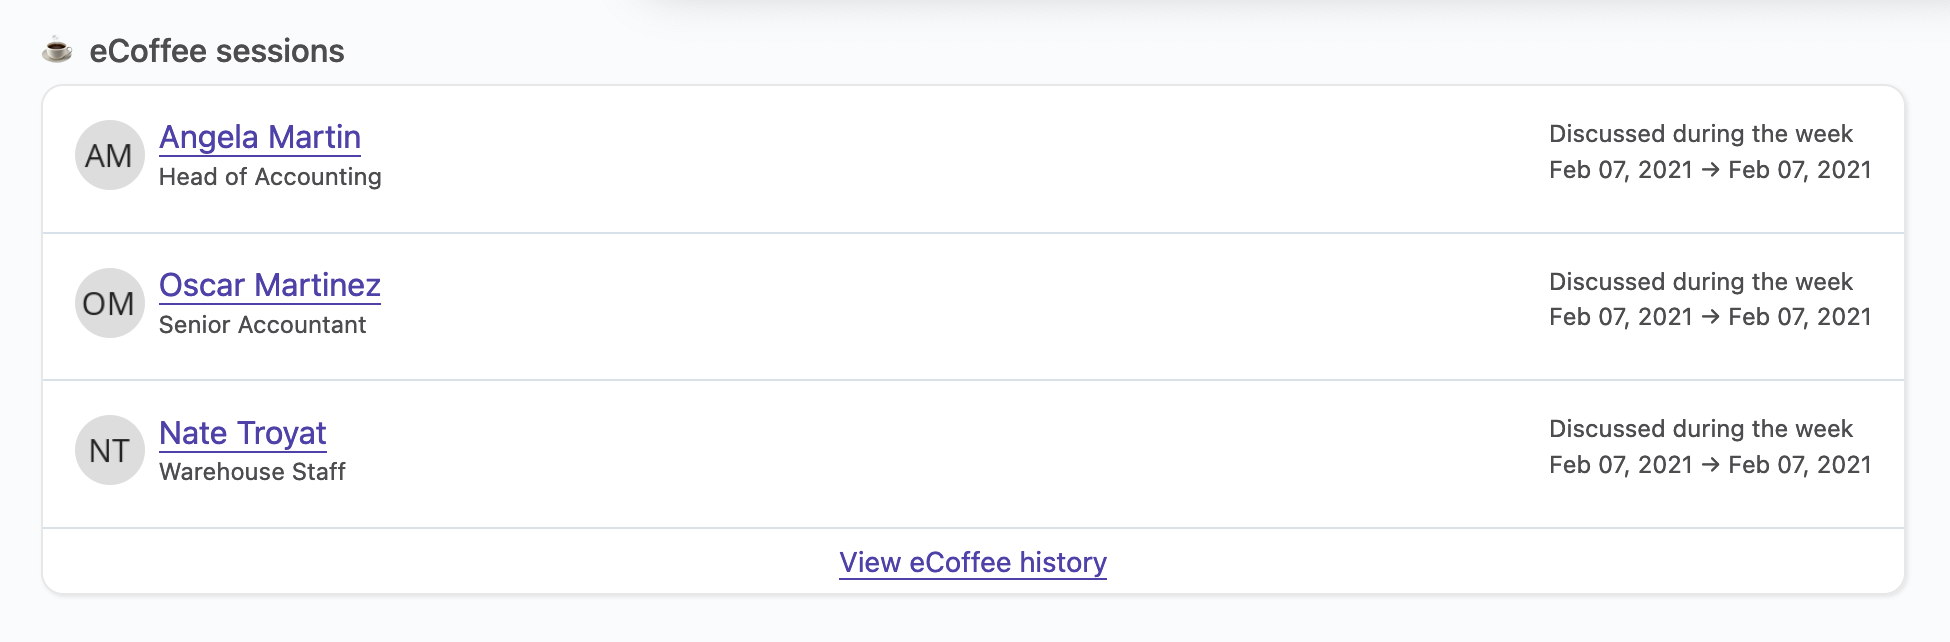 eCoffee sessions
AM
Angela Martin
Head of Accounting
Discussed during the week
Feb 07, 2021 → Feb 07, 2021
OM
Oscar Martinez
Senior Accountant
Discussed during the week
Feb 07, 2021 → Feb 07, 2021
NT
Nate Troyat
Warehouse Staff
Discussed during the week
Feb 07, 2021 → Feb 07, 2021
View eCoffee history